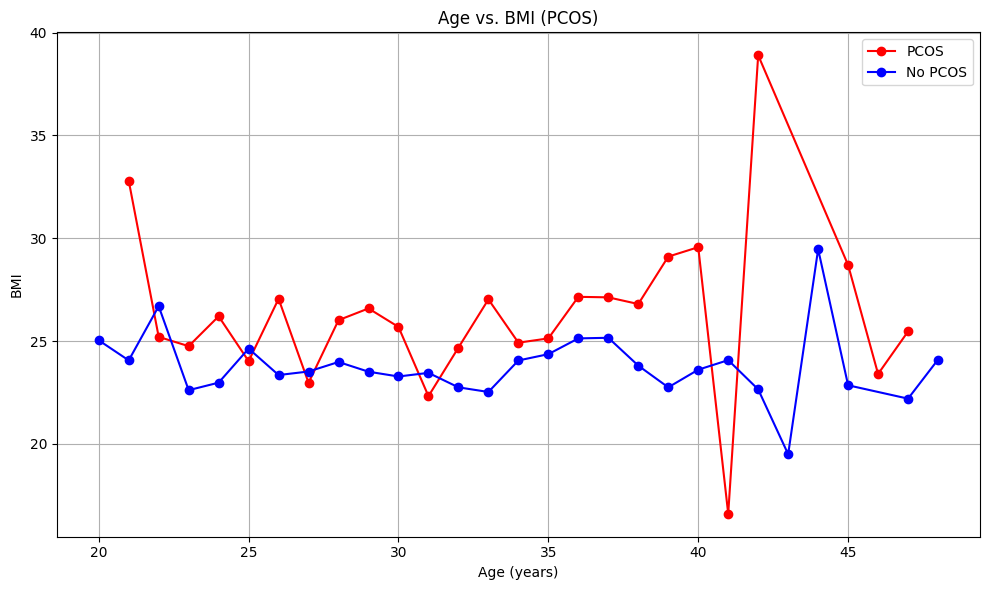 Age vs. BMI (PCOS)
PCOS
No PCOS
BMI
40
35
30
25
20
20 25 30 35 40 45
Age (years)